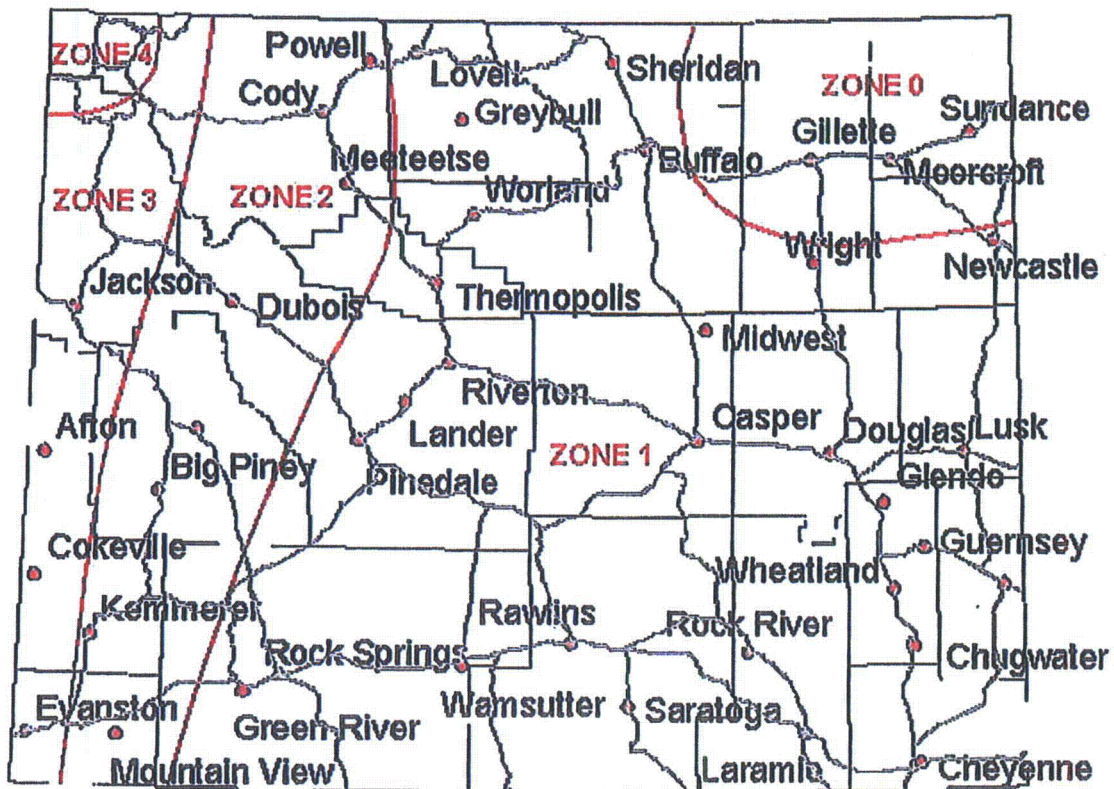 ZONE 4
Powell
Lovell
Sheridan
ZONE 0
Cody
Greybull
Sundance
Gillette
Meeteetse
Buffalo
Moorcroft
ZONE 3
ZONE 2
Worland
Wright
Newcastle
Jackson
Dubois
Thermopolis
Midwest
Riverton
Afton
Lander
Casper
Douglas
Lusk
Big Piney
ZONE 1
Pinedale
Glendo
Cokeville
Guernsey
Wheatland
Kemmerer
Rawlins
Rock River
Rock Springs
Chugwater
Evanston
Green River
Wamsutter
Saratoga
Mountain View
Laramie
Cheyenne